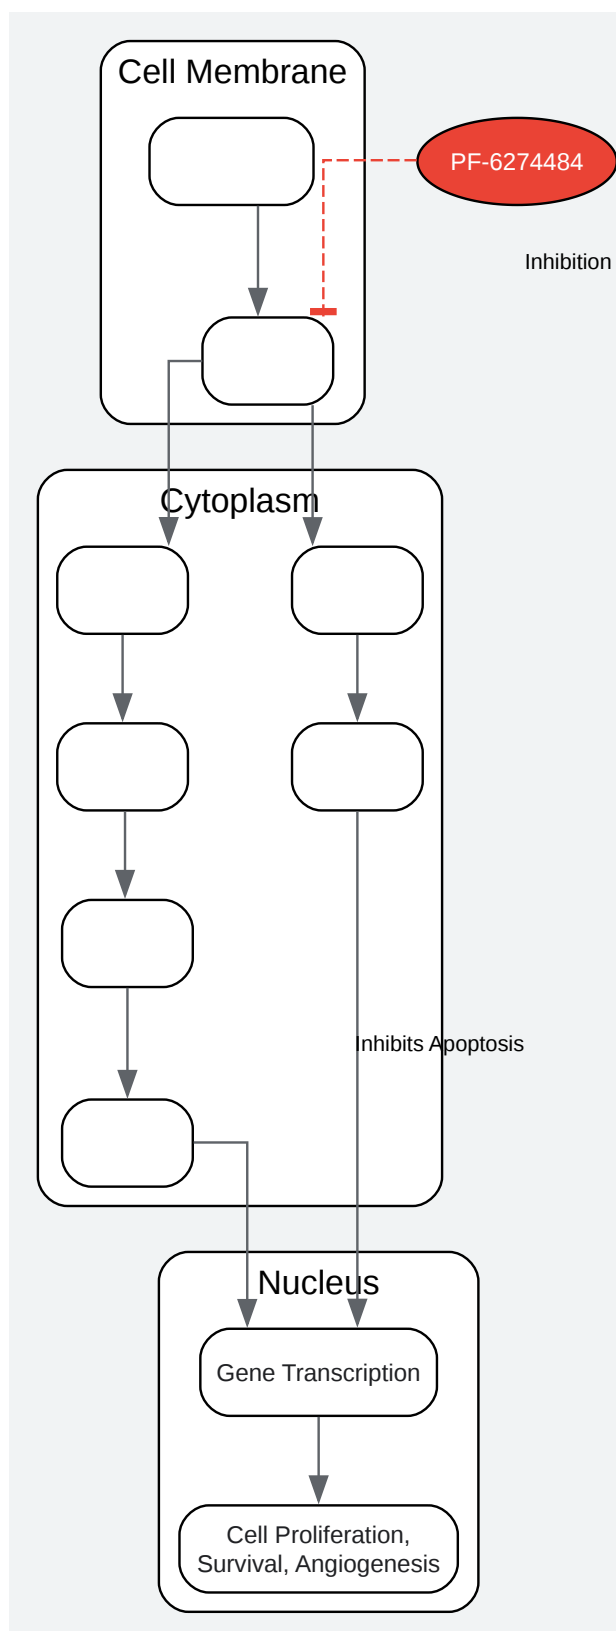 Cell Membrane
PF-6274484
Inhibition
Cytoplasm
Inhibits Apoptosis
Nucleus
Gene Transcription
Cell Proliferation,
Survival, Angiogenesis